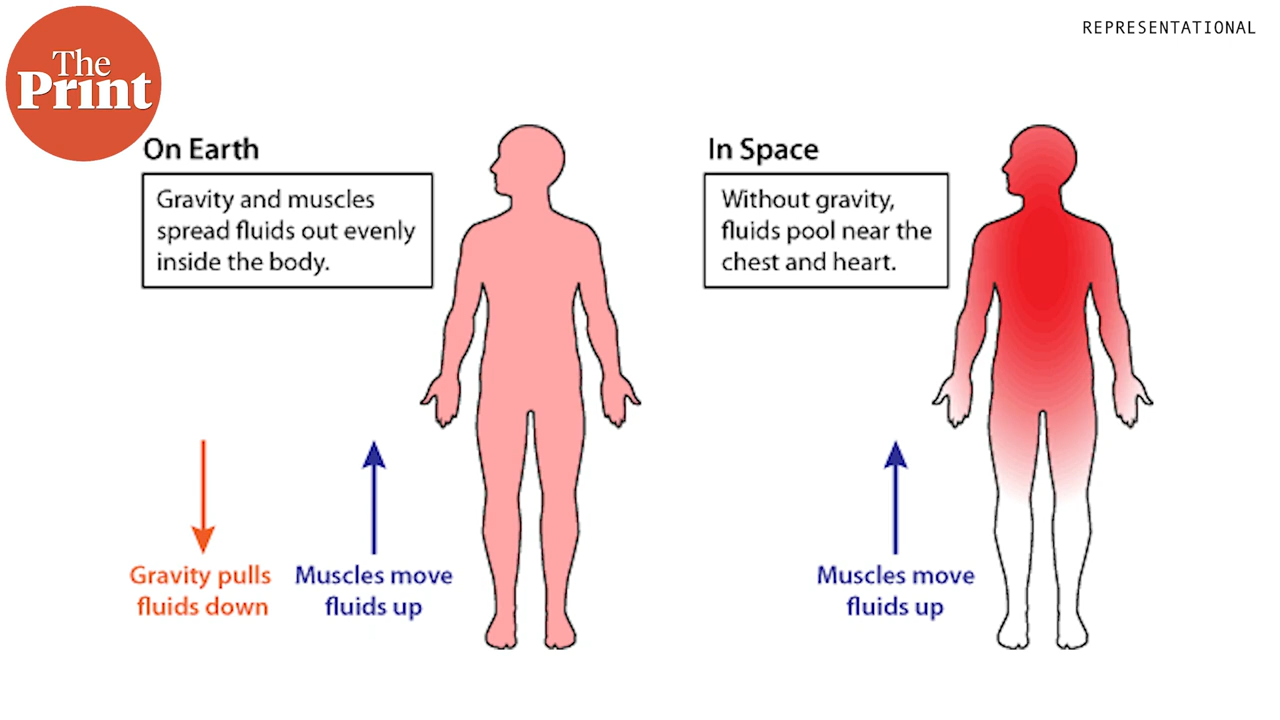 The
Print
REPRESENTATIONAL
On Earth
Gravity and muscles
spread fluids out evenly
inside the body.
Gravity pulls
fluids down
Muscles move
fluids up
In Space
Without gravity,
fluids pool near the
chest and heart.
Muscles move
fluids up